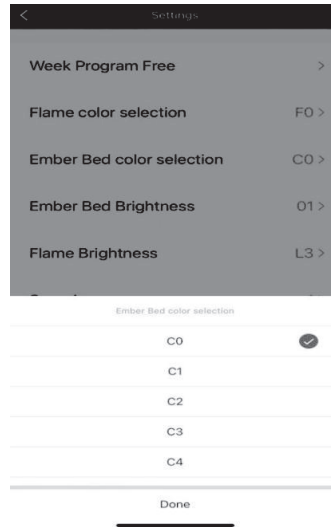 Settings
Week Program Free
Flame color selection F0
Ember Bed color selection C0
Ember Bed Brightness 01
Flame Brightness L3
Ember Bed color selection
C0
C1
C2
C3
C4
Done